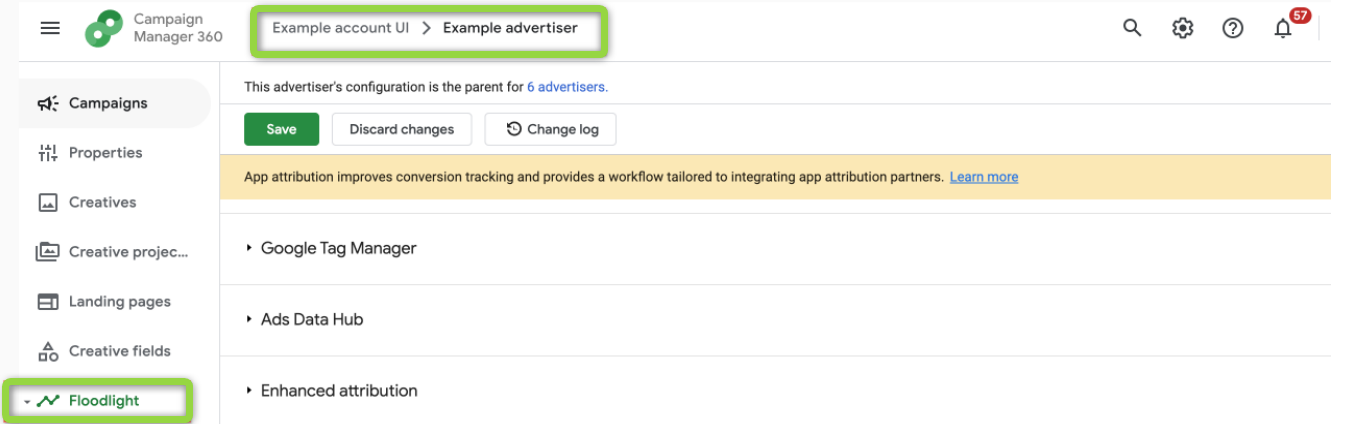 Campaign
Manager 360
Example account UI > Example advertiser
57
This advertiser's configuration is the parent for 6 advertisers.
Save
Discard changes
Change log
App attribution improves conversion tracking and provides a workflow tailored to integrating app attribution partners. Learn more
Campaigns
Properties
Creatives
Creative projec...
Landing pages
Creative fields
Floodlight
Google Tag Manager
Ads Data Hub
Enhanced attribution